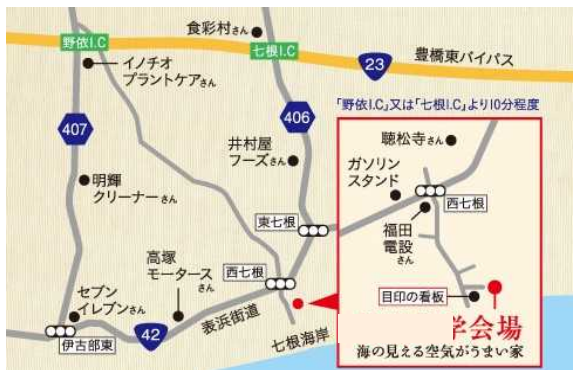 食彩村さん
野依I.C
七根I.C
イノチオ
プラントケアさん
23
豊橋東バイパス
「野依I.C」又は「七根I.C」より10分程度
407
406
井村屋
フーズさん
聴松寺さん
ガソリン
スタンド
明輝
クリーナーさん
東七根
西七根
福田
電設
さん
高塚
モータースさん
西七根
セブン
イレブンさん
表浜街道
目印の看板
42
伊古部東
七根海岸
学会場
海の見える空気がうまい家